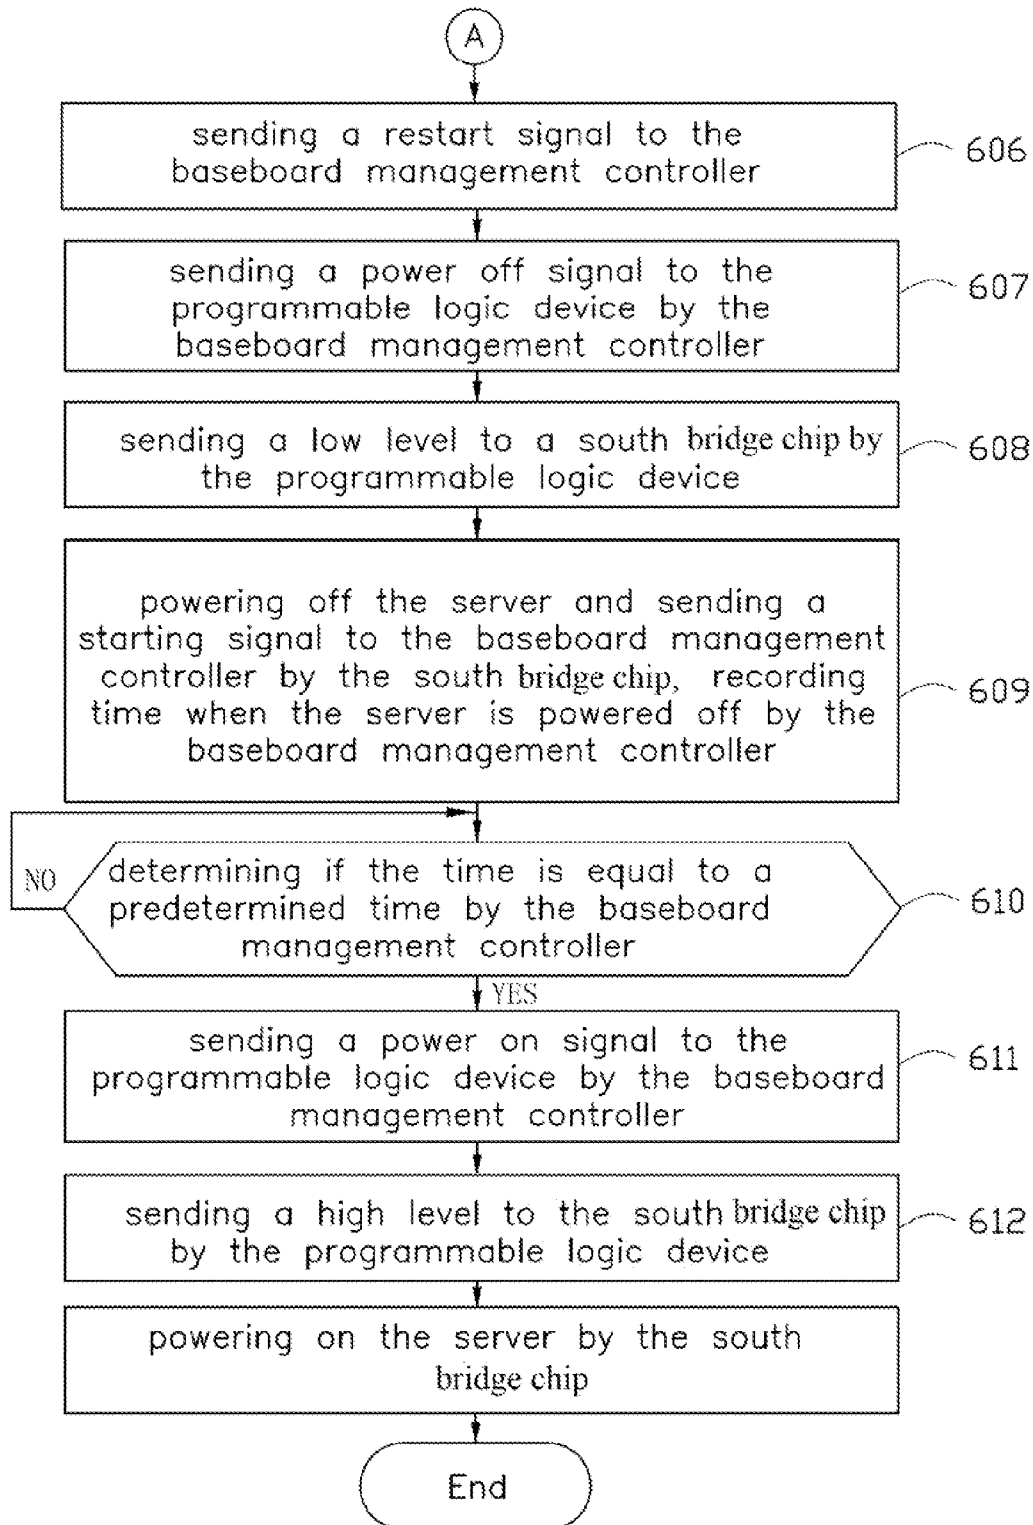 A
sending a restart signal to the
baseboard management controller
606
sending a power off signal to the
programmable logic device by the
baseboard management controller
607
sending a low level to a south bridge chip by
the programmable logic device
608
powering off the server and sending a
starting signal to the baseboard management
controller by the south bridge chip, recording
time when the server is powered off by the
baseboard management controller
609
NO
determining if the time is equal to a
predetermined time by the baseboard
management controller
610
YES
sending a power on signal to the
programmable logic device by the baseboard
management controller
611
sending a high level to the south bridge chip
by the programmable logic device
612
powering on the server by the south
bridge chip
End